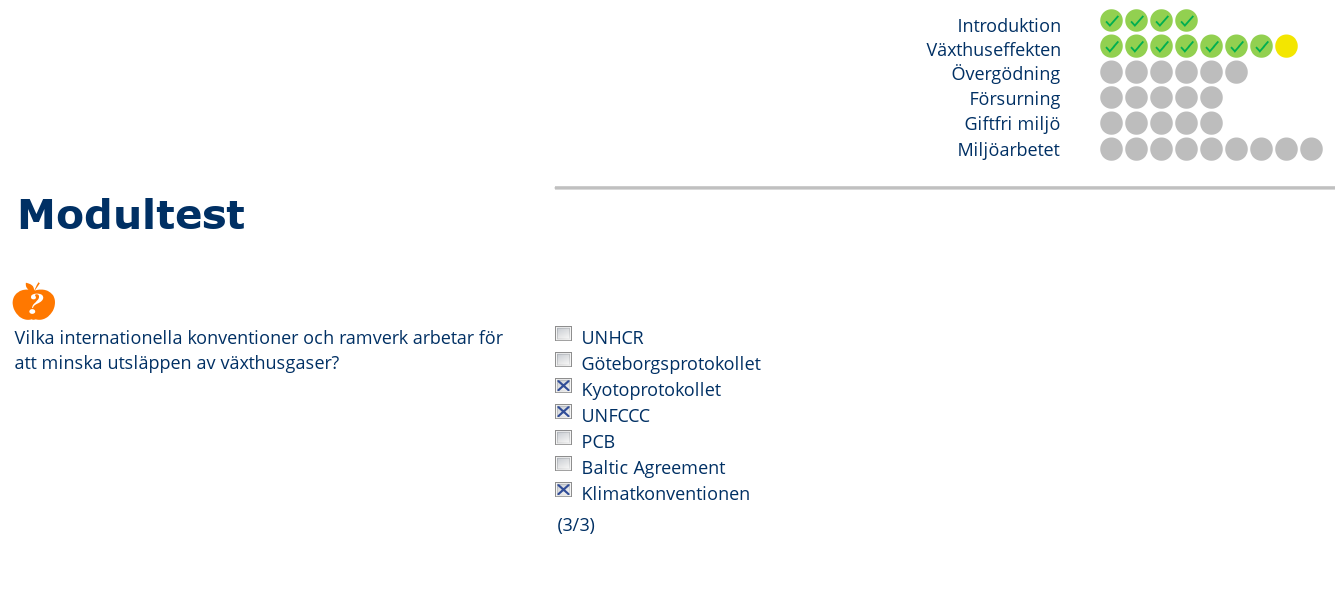 Introduktion
Växthuseffekten
Övergödning
Försurning
Giftfri miljö
Miljöarbetet
Modultest
?
Vilka internationella konventioner och ramverk arbetar för
att minska utsläppen av växthusgaser?
UNHCR
Göteborgsprotokollet
Kyotoprotokollet
UNFCCC
PCB
Baltic Agreement
Klimatkonventionen
(3/3)